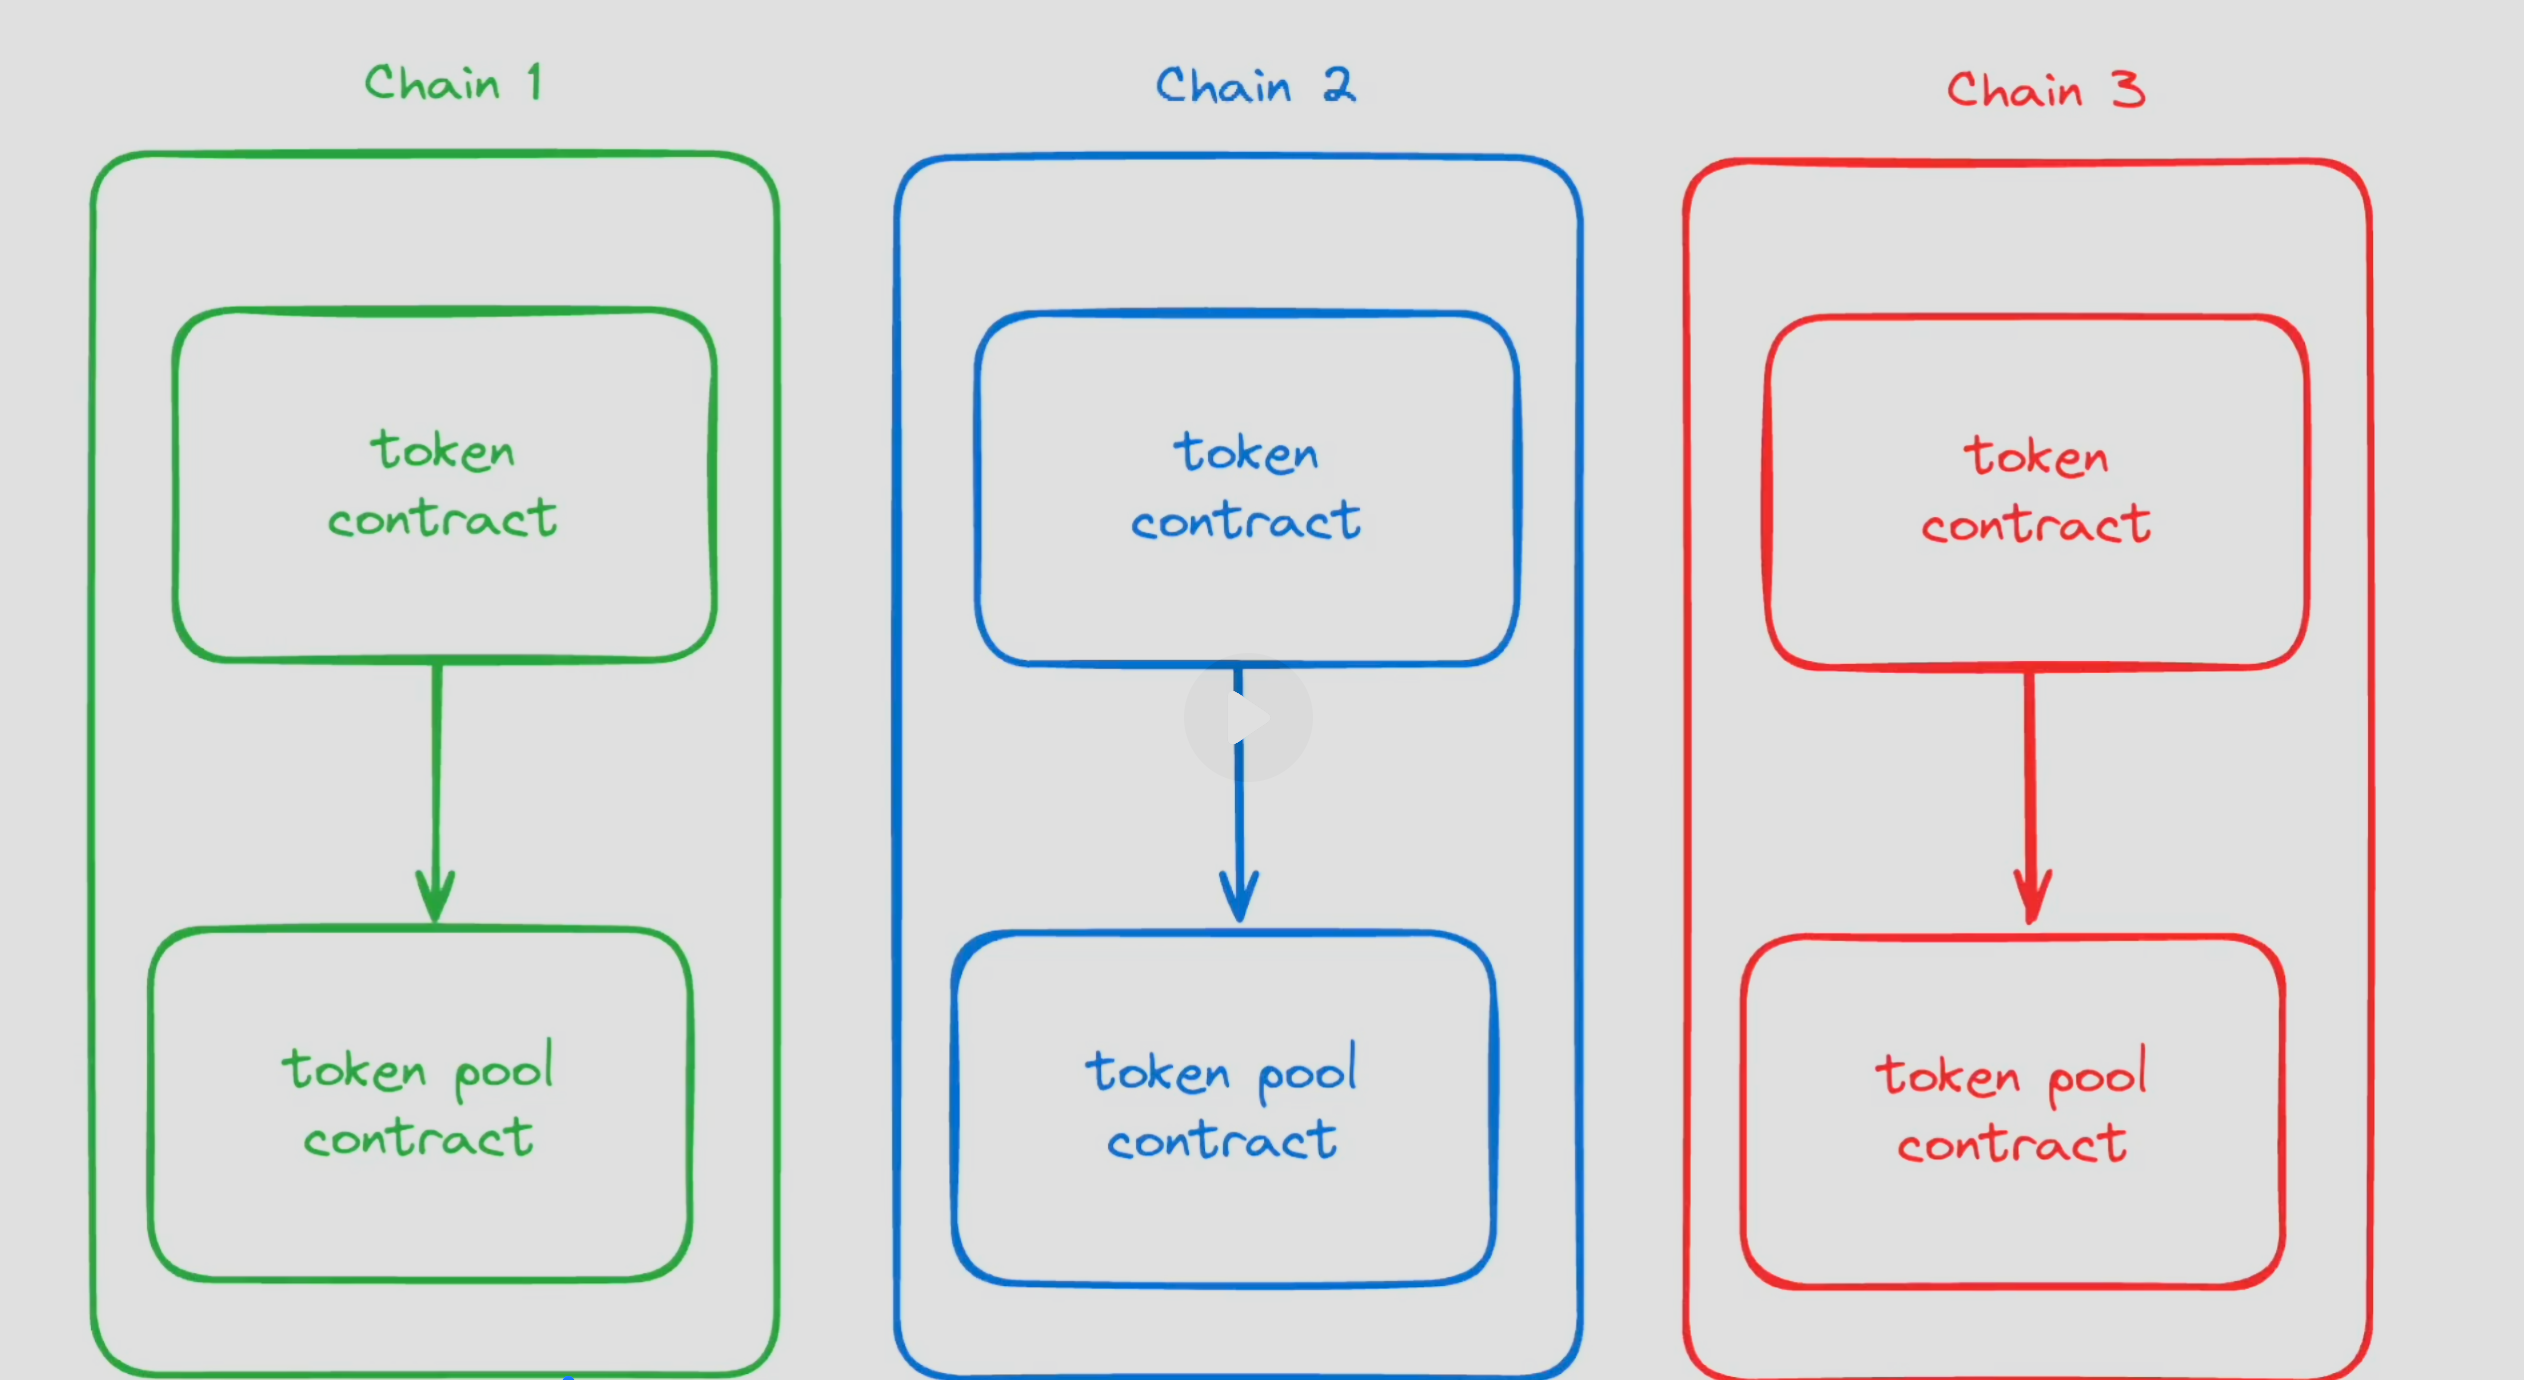 Chain 1
token
contract
token pool
contract
Chain 2
token
contract
token pool
contract
Chain 3
token
contract
token pool
contract